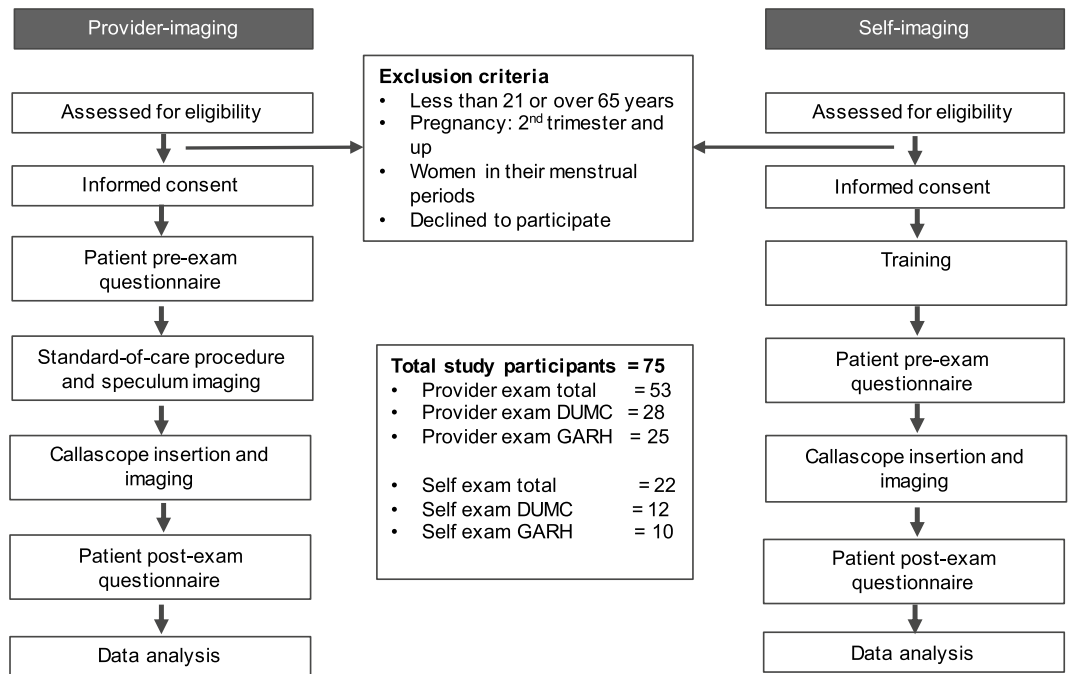 Provider-imaging
Assessed for eligibility
Informed consent
Patient pre-exam
questionnaire
Standard-of-care procedure
and speculum imaging
Callascope insertion and
imaging
Patient post-exam
questionnaire
Data analysis
Exclusion criteria
• Less than 21 or over 65 years
• Pregnancy: 2nd trimester and
up
• Women in their menstrual
periods
• Declined to participate
Total study participants = 75
• Provider exam total = 53
• Provider exam DUMC = 28
• Provider exam GARH = 25
• Self exam total = 22
• Self exam DUMC = 12
• Self exam GARH = 10
Self-imaging
Assessed for eligibility
Informed consent
Training
Patient pre-exam
questionnaire
Callascope insertion and
imaging
Patient post-exam
questionnaire
Data analysis